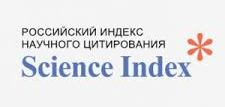 РОССИЙСКИЙ ИНДЕКС
НАУЧНОГО ЦИТИРОВАНИЯ
Science Index